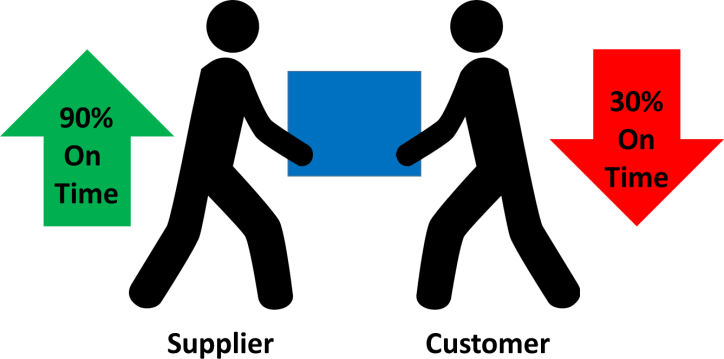 90%
On
Time
30%
On
Time
Supplier
Customer